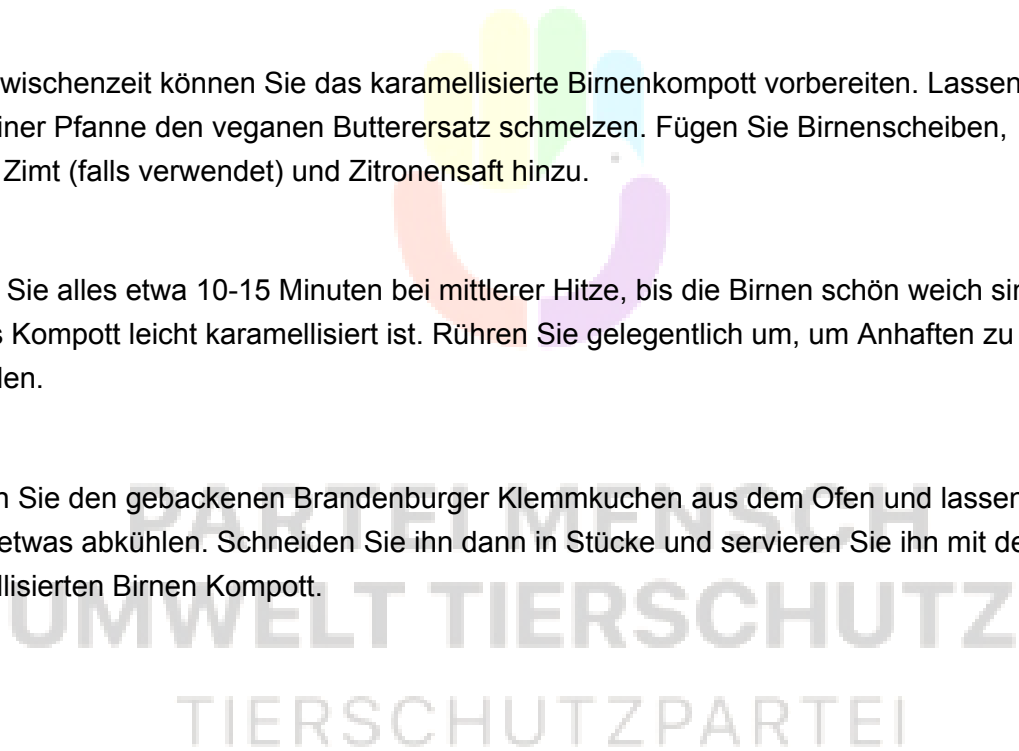 wischenzeit können Sie das karamellisierte Birnenkompott vorbereiten. Lassen
iner Pfanne den veganen Butterersatz schmelzen. Fügen Sie Birnenscheiben,
Zimt (falls verwendet) und Zitronensaft hinzu.
Sie alles etwa 10-15 Minuten bei mittlerer Hitze, bis die Birnen schön weich sin
s Kompott leicht karamellisiert ist. Rühren Sie gelegentlich um, um Anhaften zu
den.
n Sie den gebackenen Brandenburger Klemmkuchen aus dem Ofen und lassen
etwas abkühlen. Schneiden Sie ihn dann in Stücke und servieren Sie ihn mit de
llisierten Birnen Kompott.
PARTEI MENSCH
UMWELT TIERSCHUTZ
TIERSCHUTZPARTEI